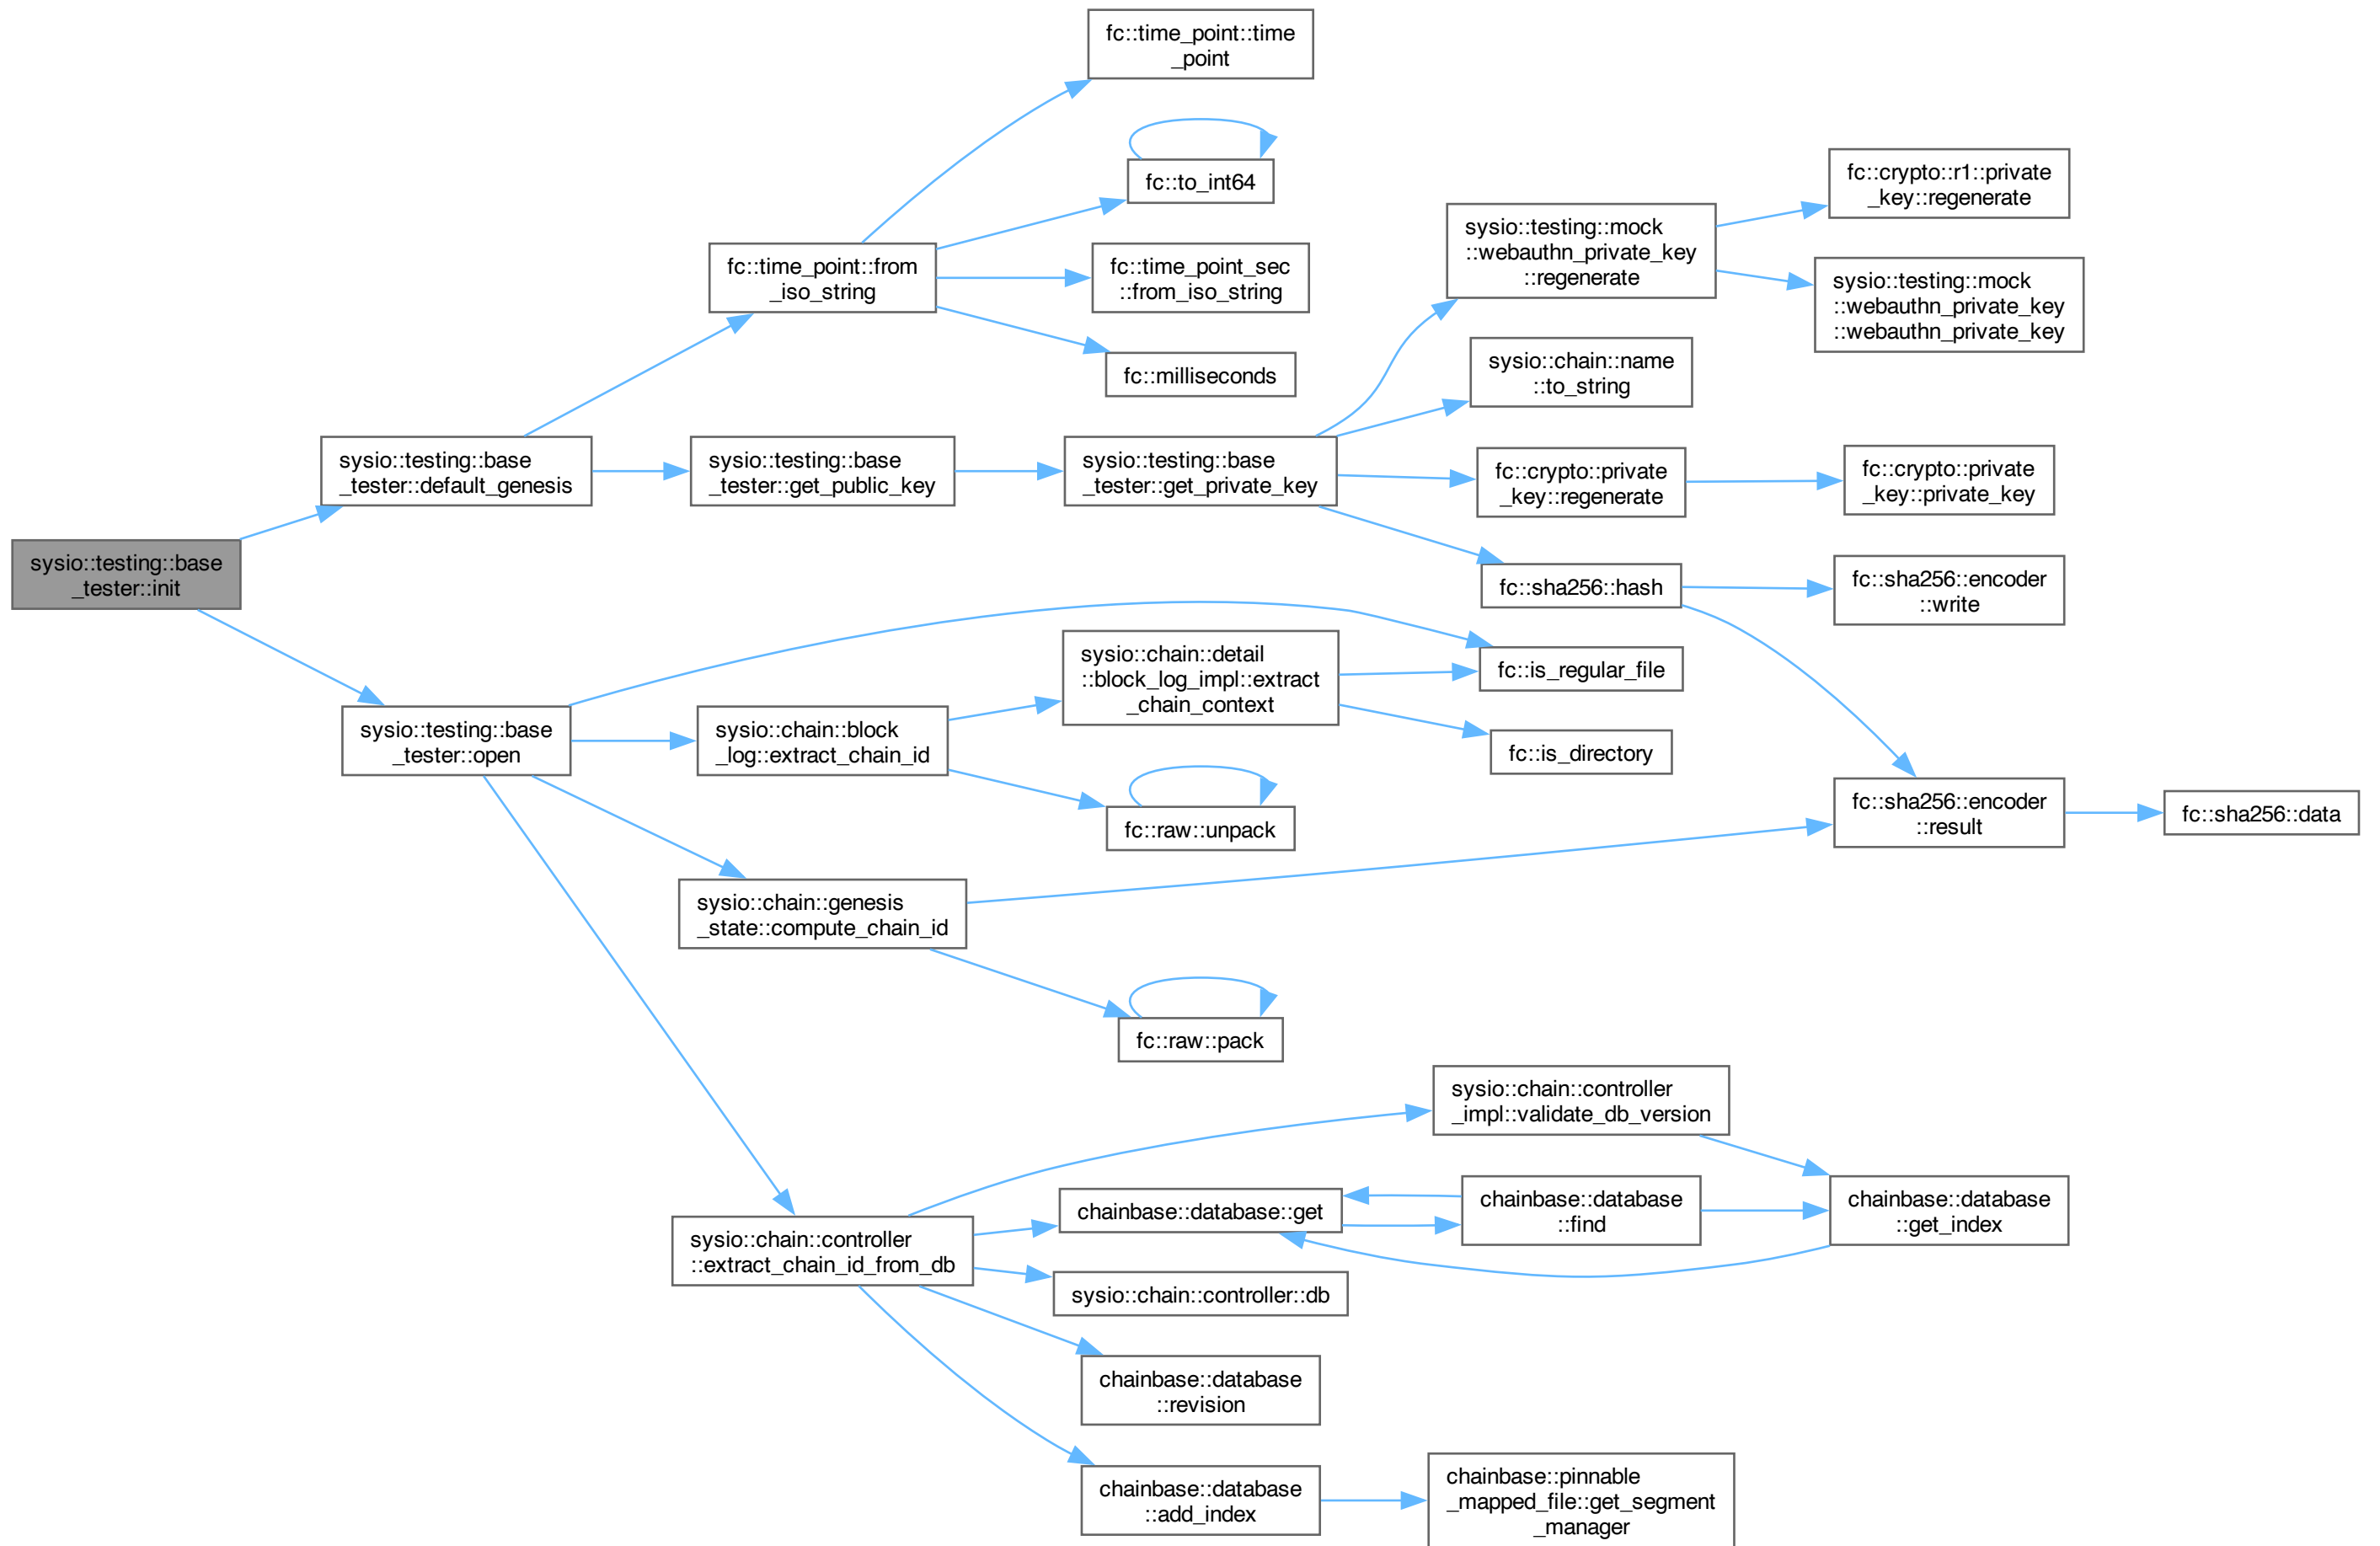 fc::time_point::time
_point
fc::to_int64
fc::crypto::r1::private
_key::regenerate
sysio::testing::mock
::webauthn_private_key
::regenerate
fc::time_point::from
_iso_string
fc::time_point_sec
::from_iso_string
sysio::testing::mock
::webauthn_private_key
::webauthn_private_key
fc::milliseconds
sysio::chain::name
::to_string
sysio::testing::base
_tester::default_genesis
sysio::testing::base
_tester::get_public_key
sysio::testing::base
_tester::get_private_key
fc::crypto::private
_key::regenerate
fc::crypto::private
_key::private_key
sysio::testing::base
_tester::init
fc::sha256::hash
fc::sha256::encoder
::write
sysio::chain::detail
::block_log_impl::extract
_chain_context
fc::is_regular_file
sysio::testing::base
_tester::open
sysio::chain::block
_log::extract_chain_id
fc::is_directory
fc::raw::unpack
fc::sha256::encoder
::result
fc::sha256::data
sysio::chain::genesis
_state::compute_chain_id
fc::raw::pack
sysio::chain::controller
_impl::validate_db_version
chainbase::database::get
chainbase::database
::find
chainbase::database
::get_index
sysio::chain::controller
::extract_chain_id_from_db
sysio::chain::controller::db
chainbase::database
::revision
chainbase::database
::add_index
chainbase::pinnable
_mapped_file::get_segment
_manager